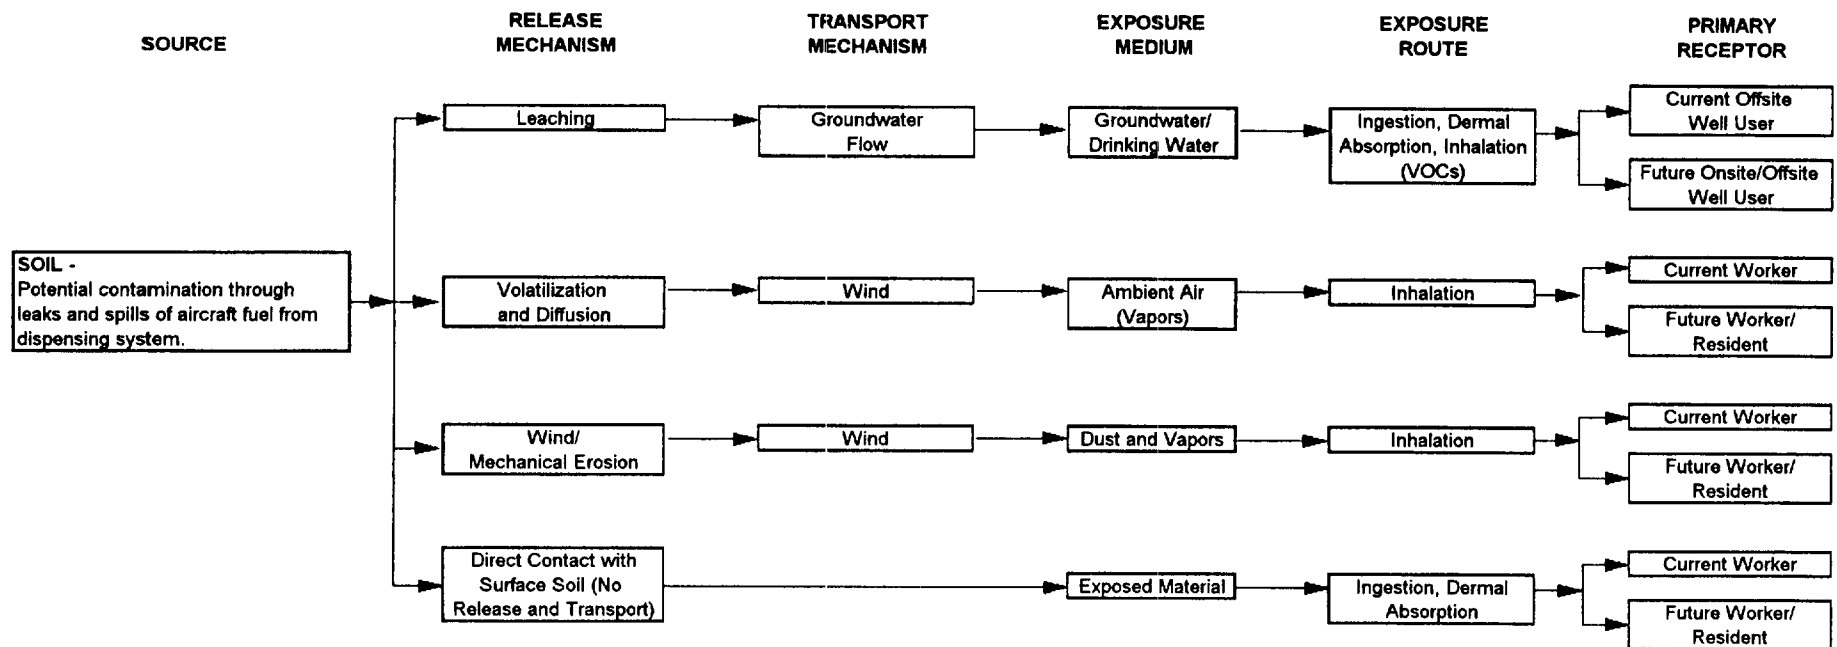 SOURCE
RELEASE
MECHANISM
TRANSPORT
MECHANISM
EXPOSURE
MEDIUM
EXPOSURE
ROUTE
PRIMARY
RECEPTOR
SOIL -
Potential contamination through
leaks and spills of aircraft fuel from
dispensing system.
Leaching
Groundwater
Flow
Groundwater/
Drinking Water
Ingestion, Dermal
Absorption, Inhalation
(VOCs)
Current Offsite
Well User
Future Onsite/Offsite
Well User
Volatilization
and Diffusion
Wind
Ambient Air
(Vapors)
Inhalation
Current Worker
Future Worker/
Resident
Wind/
Mechanical Erosion
Wind
Dust and Vapors
Inhalation
Current Worker
Future Worker/
Resident
Direct Contact with
Surface Soil (No
Release and Transport)
Exposed Material
Ingestion, Dermal
Absorption
Current Worker
Future Worker/
Resident